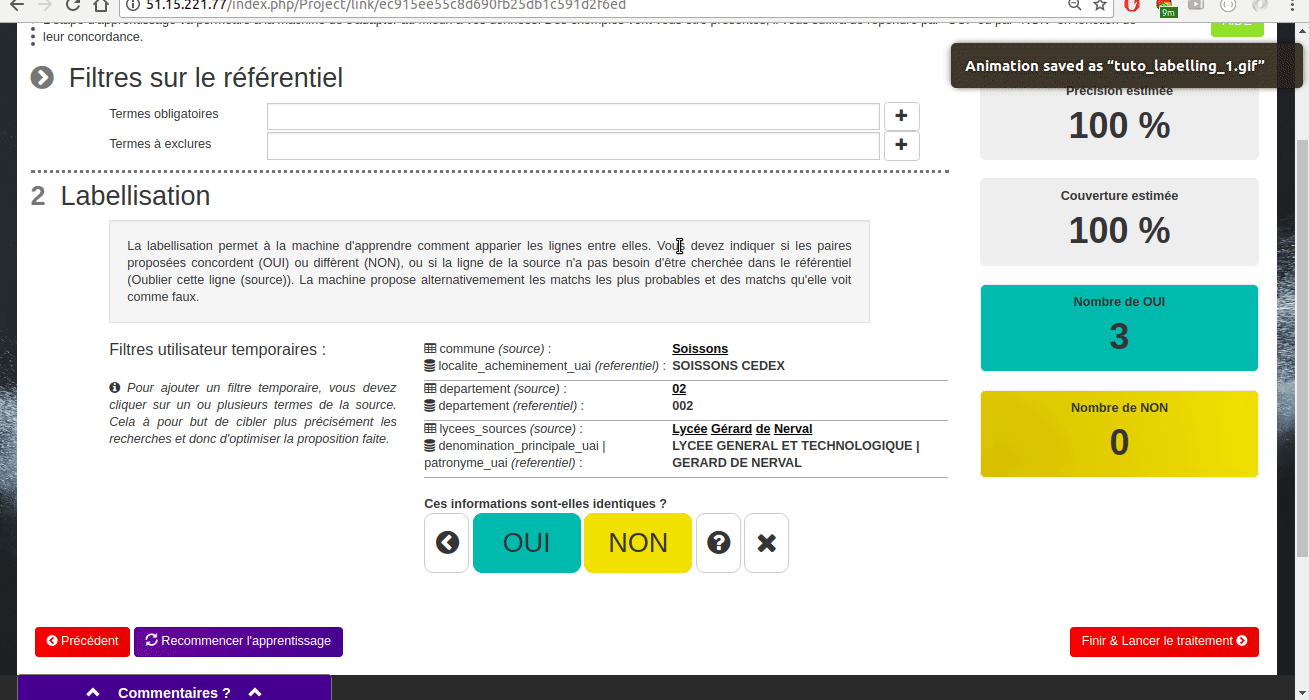 51.15.221.77/index.php/Project/link/ec915ee55c8d690fb25db1c591d2f6ed
9m
leur concordance.
Animation saved as “tuto_labelling_1.gif”
Filtres sur le référentiel
Termes obligatoires
Termes à exclures
Précision estimée
100 %
2 Labellisation
Couverture estimée
100 %
La labellisation permet à la machine d'apprendre comment apparier les lignes entre elles. Vous devez indiquer si les paires
proposées concordent (OUI) ou diffèrent (NON), ou si la ligne de la source n'a pas besoin d'être cherchée dans le référentiel
(Oublier cette ligne (source)). La machine propose alternativemement les matchs les plus probables et des matchs qu'elle voit
comme faux.
Nombre de OUI
3
Nombre de NON
0
Filtres utilisateur temporaires :
Pour ajouter un filtre temporaire, vous devez
cliquer sur un ou plusieurs termes de la source.
Cela à pour but de cibler plus précisément les
recherches et donc d'optimiser la proposition faite.
commune (source) : Soissons
localite_acheminement_uai (referentiel) : SOISSONS CEDEX
departement (source) : 02
departement (referentiel) : 002
lycees_sources (source) : Lycée Gérard de Nerval
denomination_principale_uai | LYCEE GENERAL ET TECHNOLOGIQUE |
patronyme_uai (referentiel) : GERARD DE NERVAL
Ces informations sont-elles identiques ?
OUI NON
Précédent Recommencer l'apprentissage Finir & Lancer le traitement
Commentaires ?